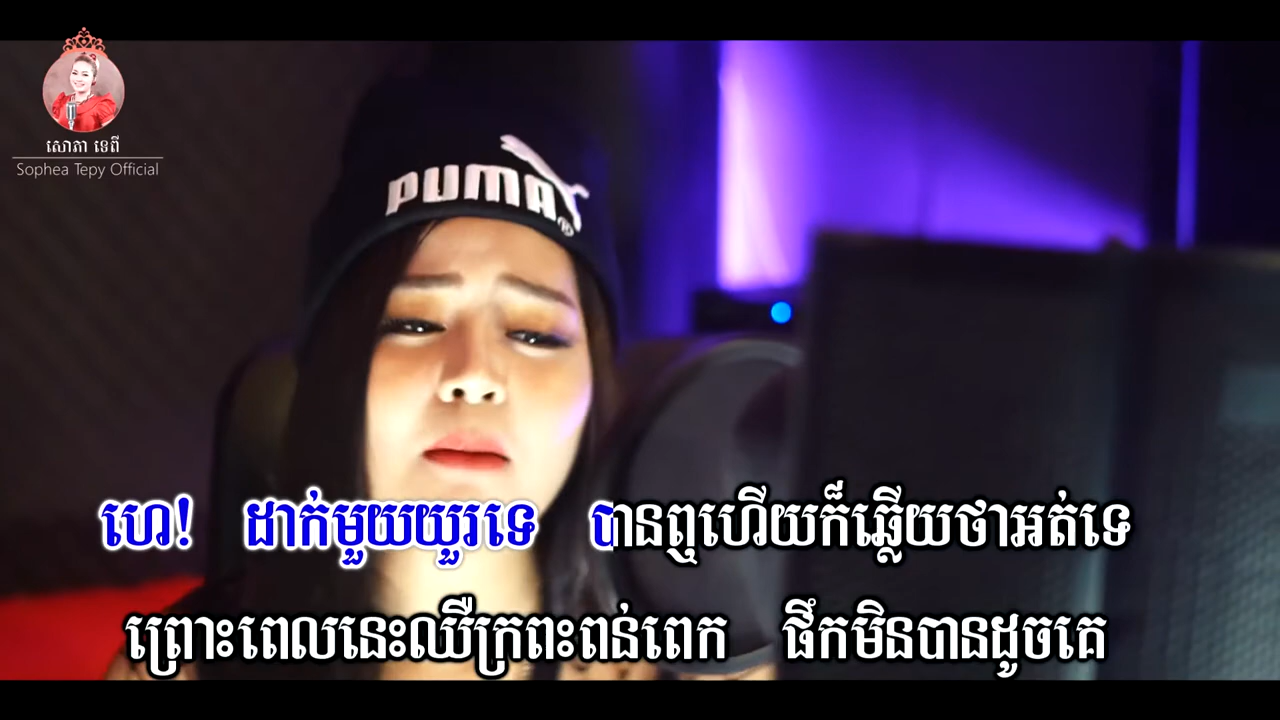 សោភា ទេពី
Sophea Tepy Official
PUMA
ហេ! ដាក់មួយយួរទេ បានឮហើយក៏ឆ្លើយថាអត់ទេ
ព្រោះពេលនេះឈឺក្រពះពន់ពេក ផឹកមិនបានដូចគេ